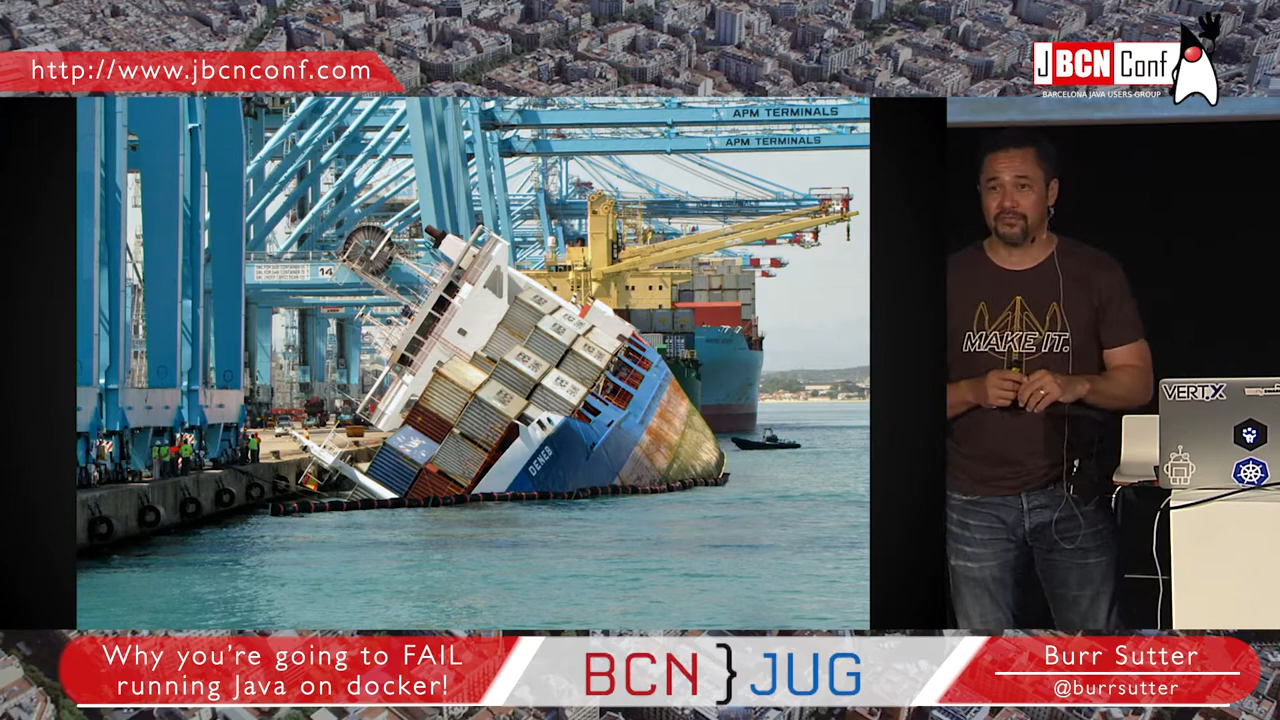 http://www.jbcnconf.com
JBCNConf
BARCELONA JAVA USERS GROUP
APM TERMINALS
APM TERMINALS
14
DENEB
MAKE IT.
VERT.X
Why you're going to FAIL
running Java on docker!
BCN}JUG
Burr Sutter
@burrsutter